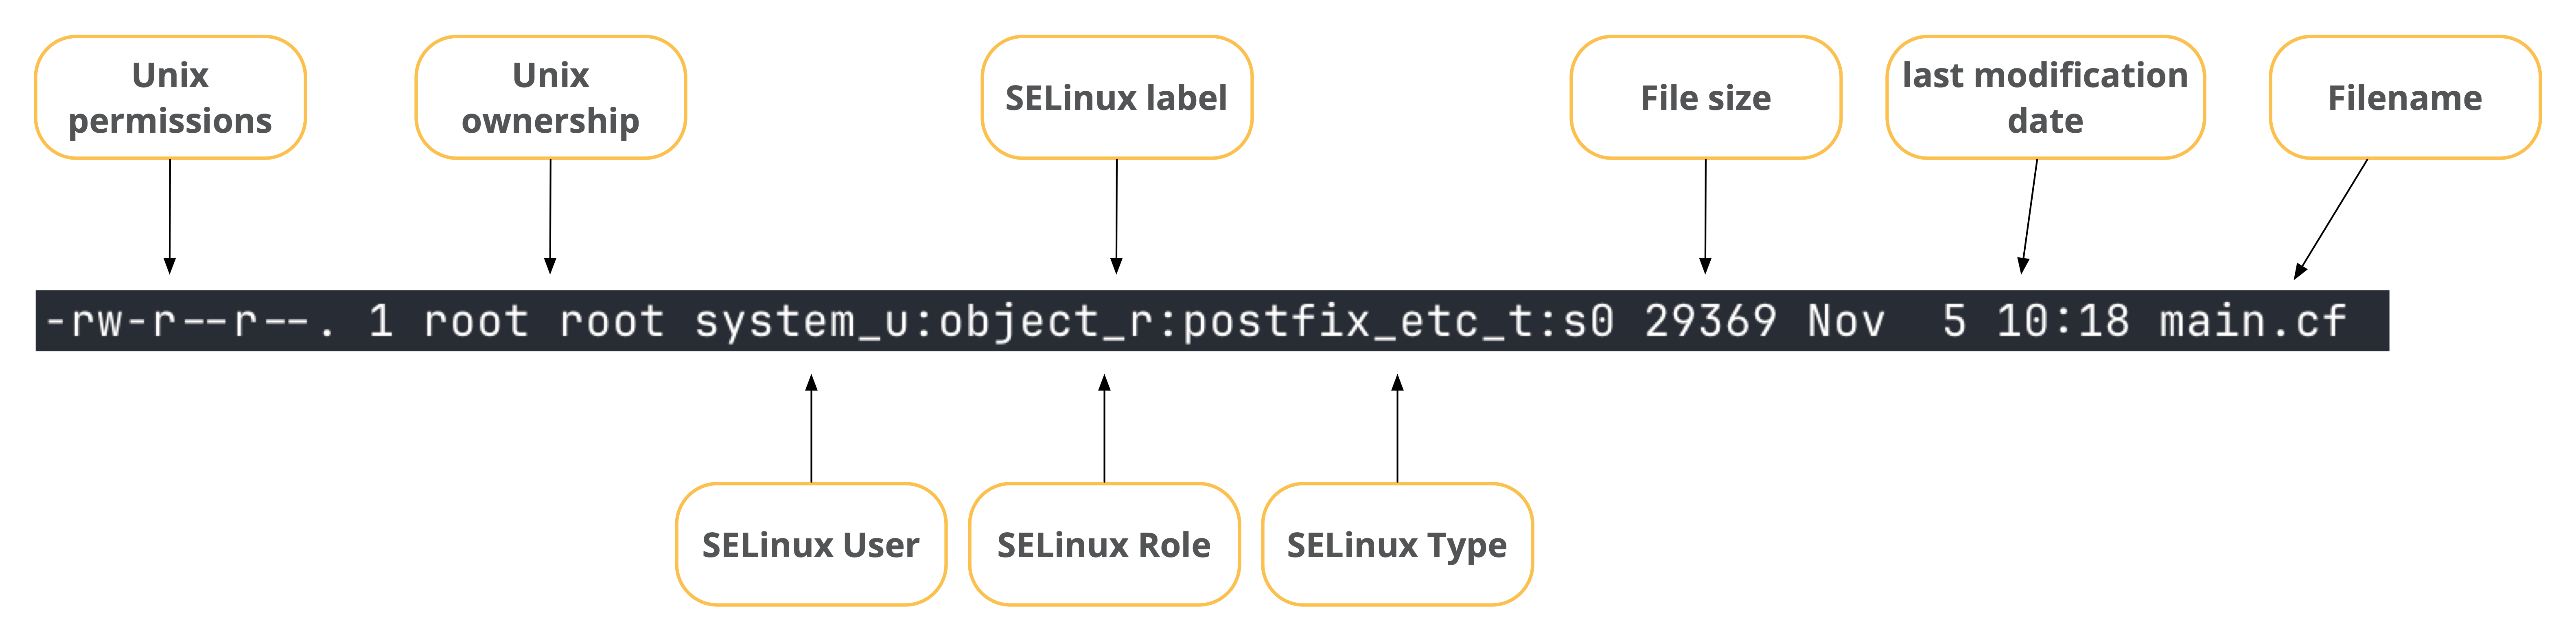 Unix
permissions
Unix
ownership
SELinux label
File size
last modification
date
Filename
-rw-r--r--. 1 root root system_u:object_r:postfix_etc_t:s0 29369 Nov  5 10:18 main.cf
SELinux User
SELinux Role
SELinux Type